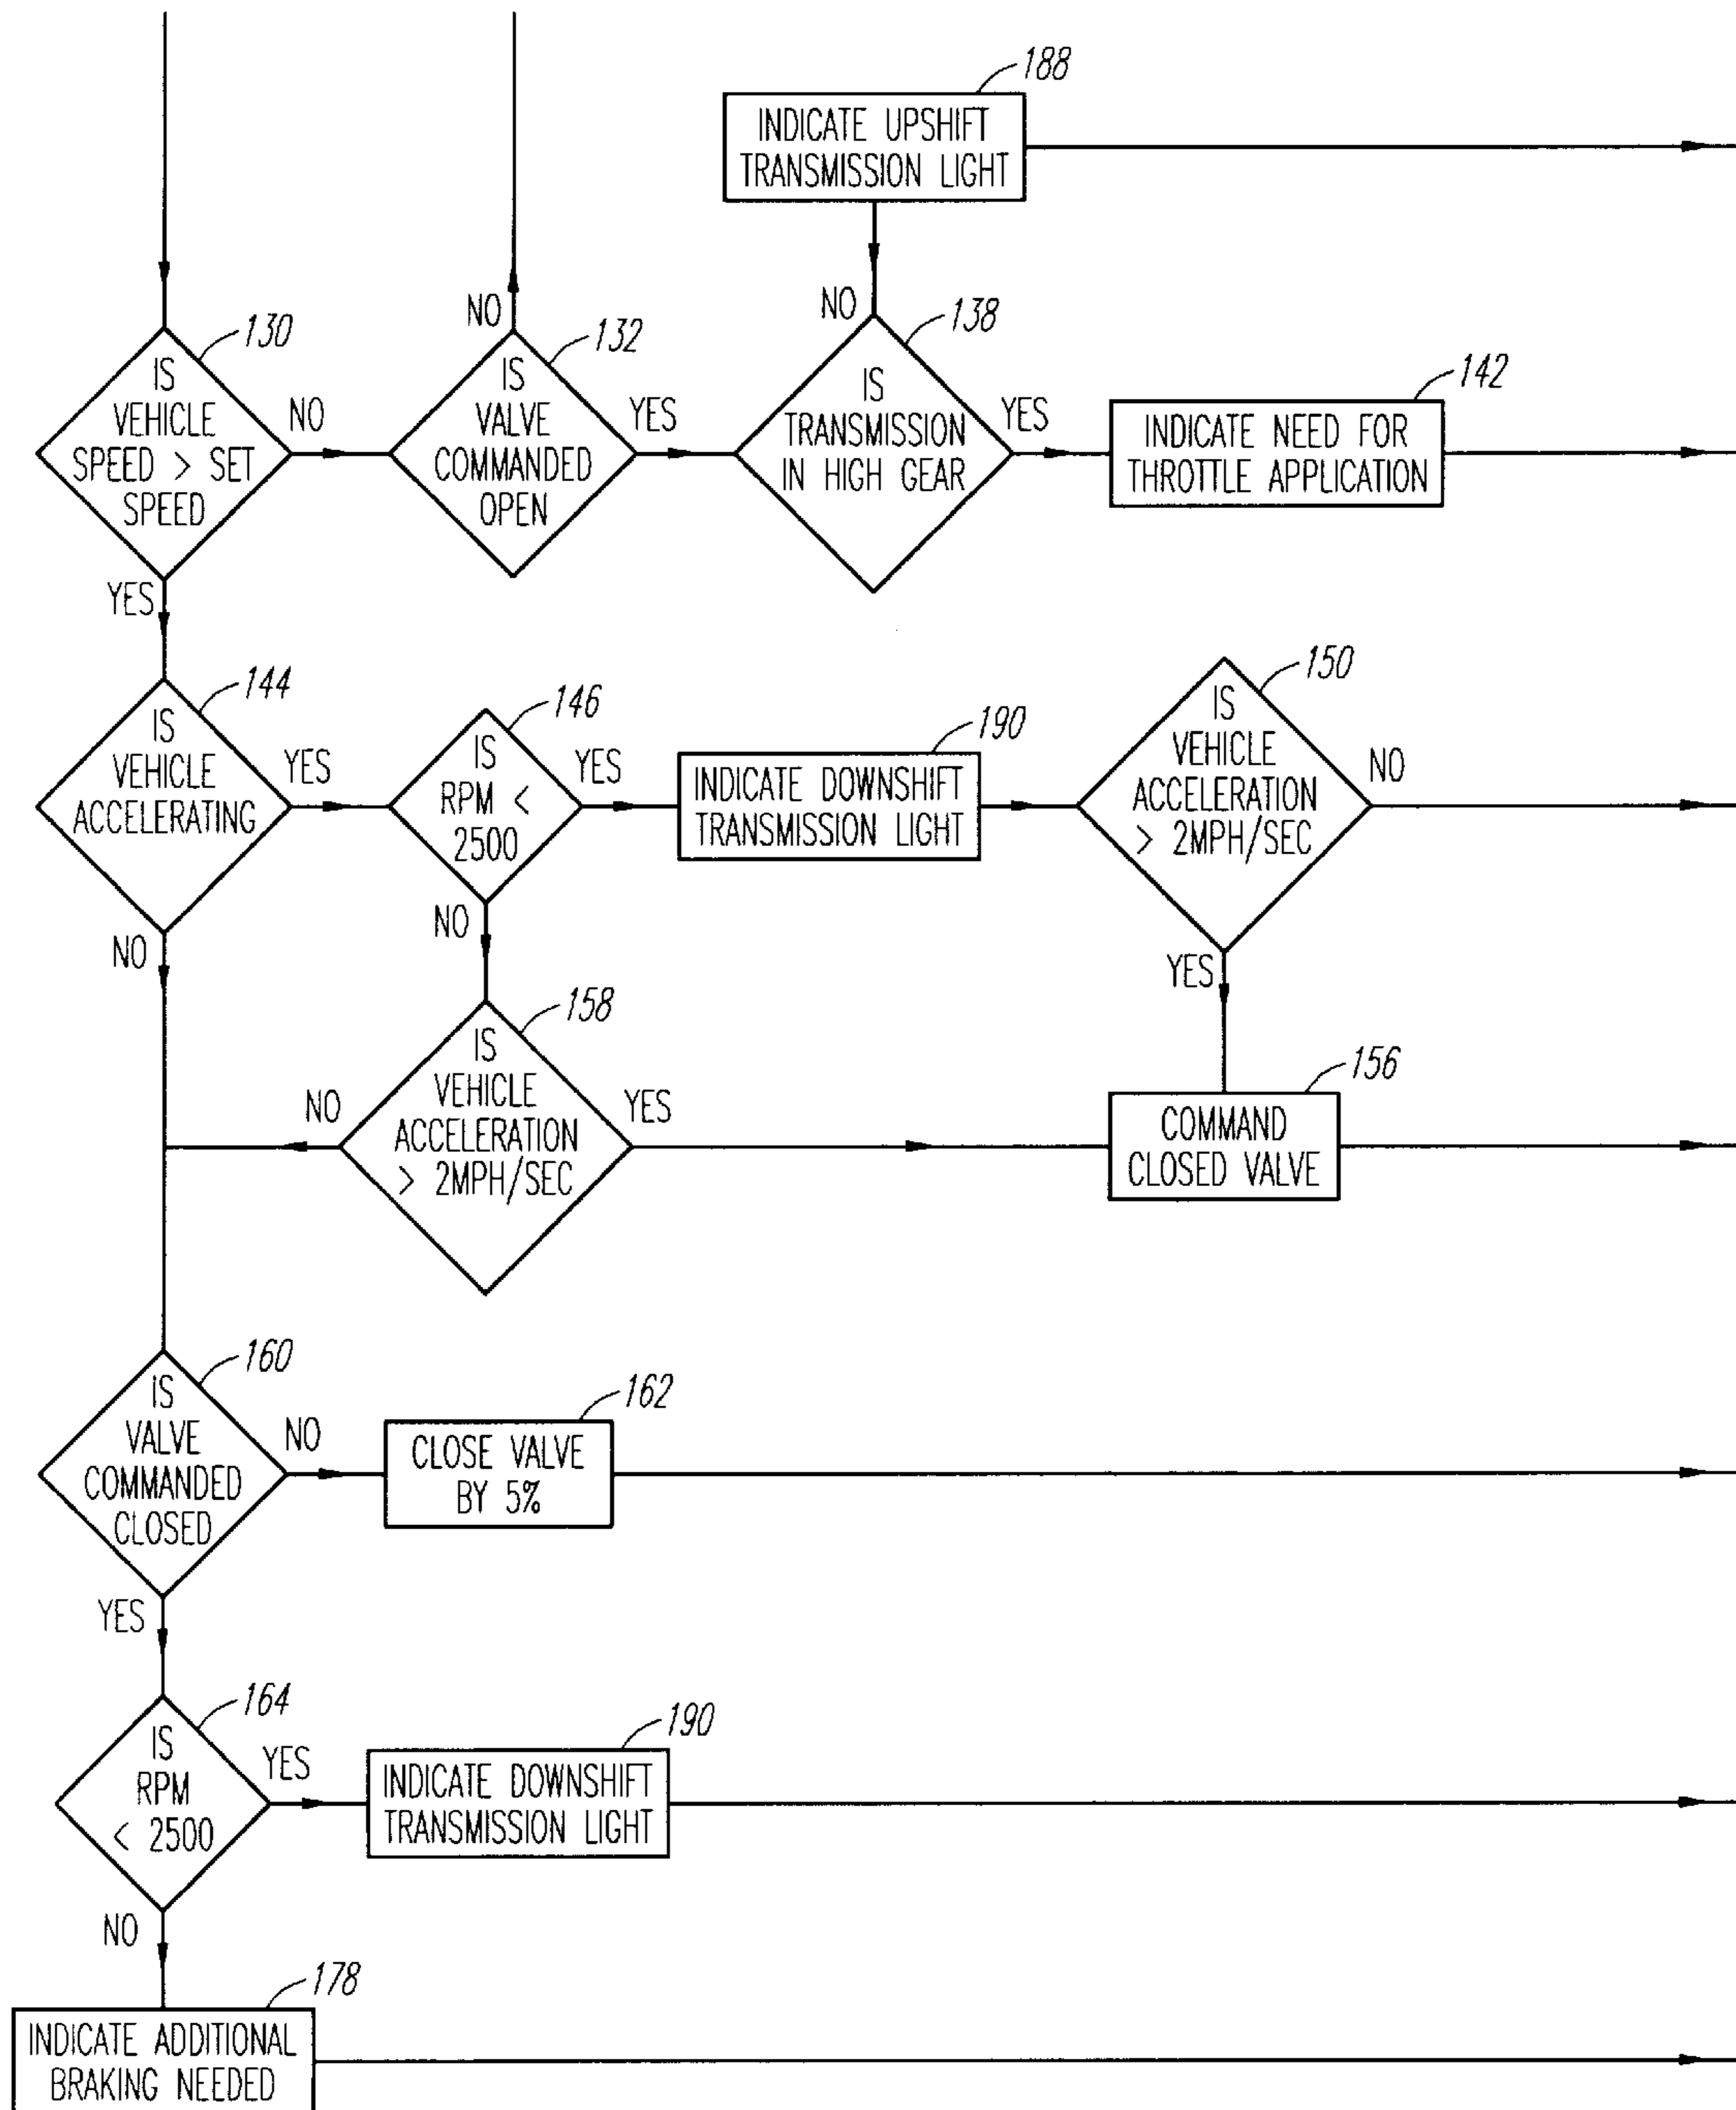 188
INDICATE UPSHIFT
TRANSMISSION LIGHT
NO
NO
130
IS
VEHICLE
SPEED > SET
SPEED
NO
132
IS
VALVE
COMMANDED
OPEN
YES
138
IS
TRANSMISSION
IN HIGH GEAR
YES
142
INDICATE NEED FOR
THROTTLE APPLICATION
YES
144
IS
VEHICLE
ACCELERATING
YES
146
IS
RPM <
2500
YES
190
INDICATE DOWNSHIFT
TRANSMISSION LIGHT
150
IS
VEHICLE
ACCELERATION
> 2MPH/SEC
NO
NO
NO
YES
158
IS
VEHICLE
ACCELERATION
> 2MPH/SEC
NO
YES
156
COMMAND
CLOSED VALVE
160
IS
VALVE
COMMANDED
CLOSED
NO
162
CLOSE VALVE
BY 5%
YES
164
IS
RPM
< 2500
YES
190
INDICATE DOWNSHIFT
TRANSMISSION LIGHT
NO
178
INDICATE ADDITIONAL
BRAKING NEEDED